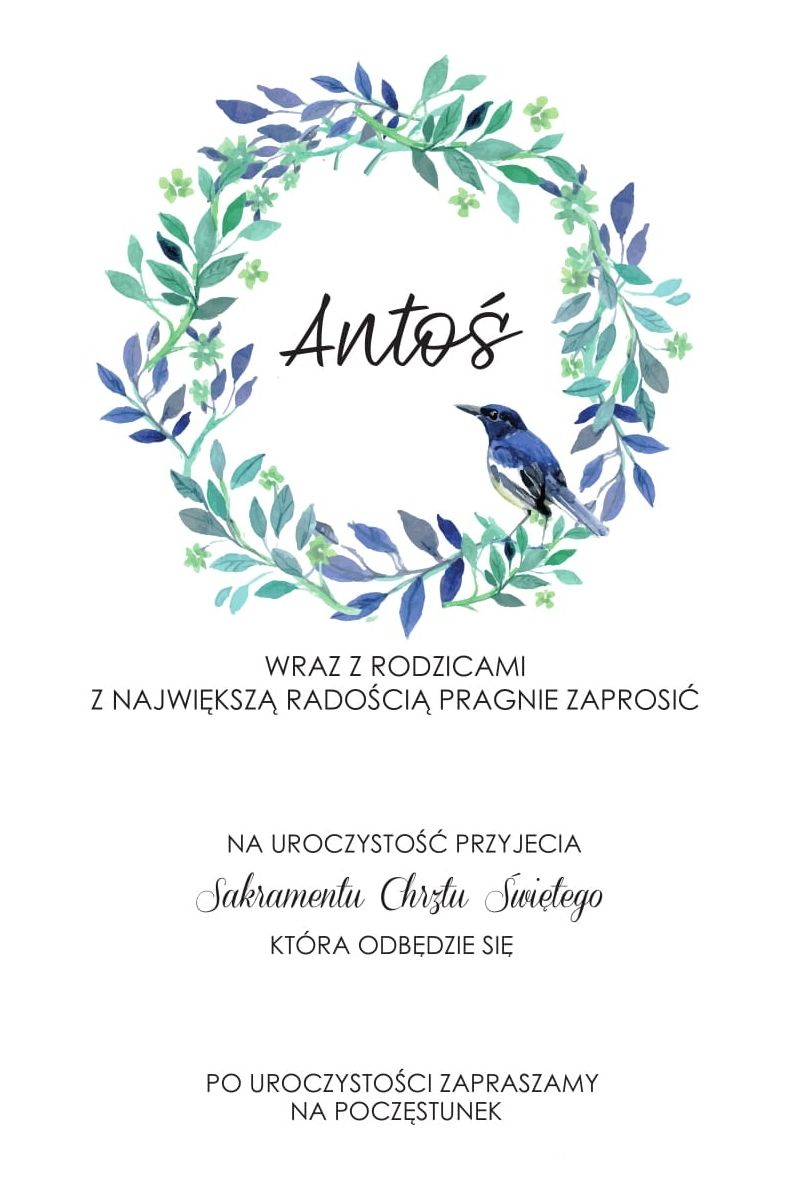 Antoś
WRAZ Z RODZICAMI
Z NAJWIĘKSZĄ RADOŚCIĄ PRAGNIE ZAPROSIĆ
NA UROCZYSTOŚĆ PRZYJECIA
Sakramentu Chrztu Świętego
KTÓRA ODBĘDZIE SIĘ
PO UROCZYSTOŚCI ZAPRASZAMY
NA POCZĘSTUNEK